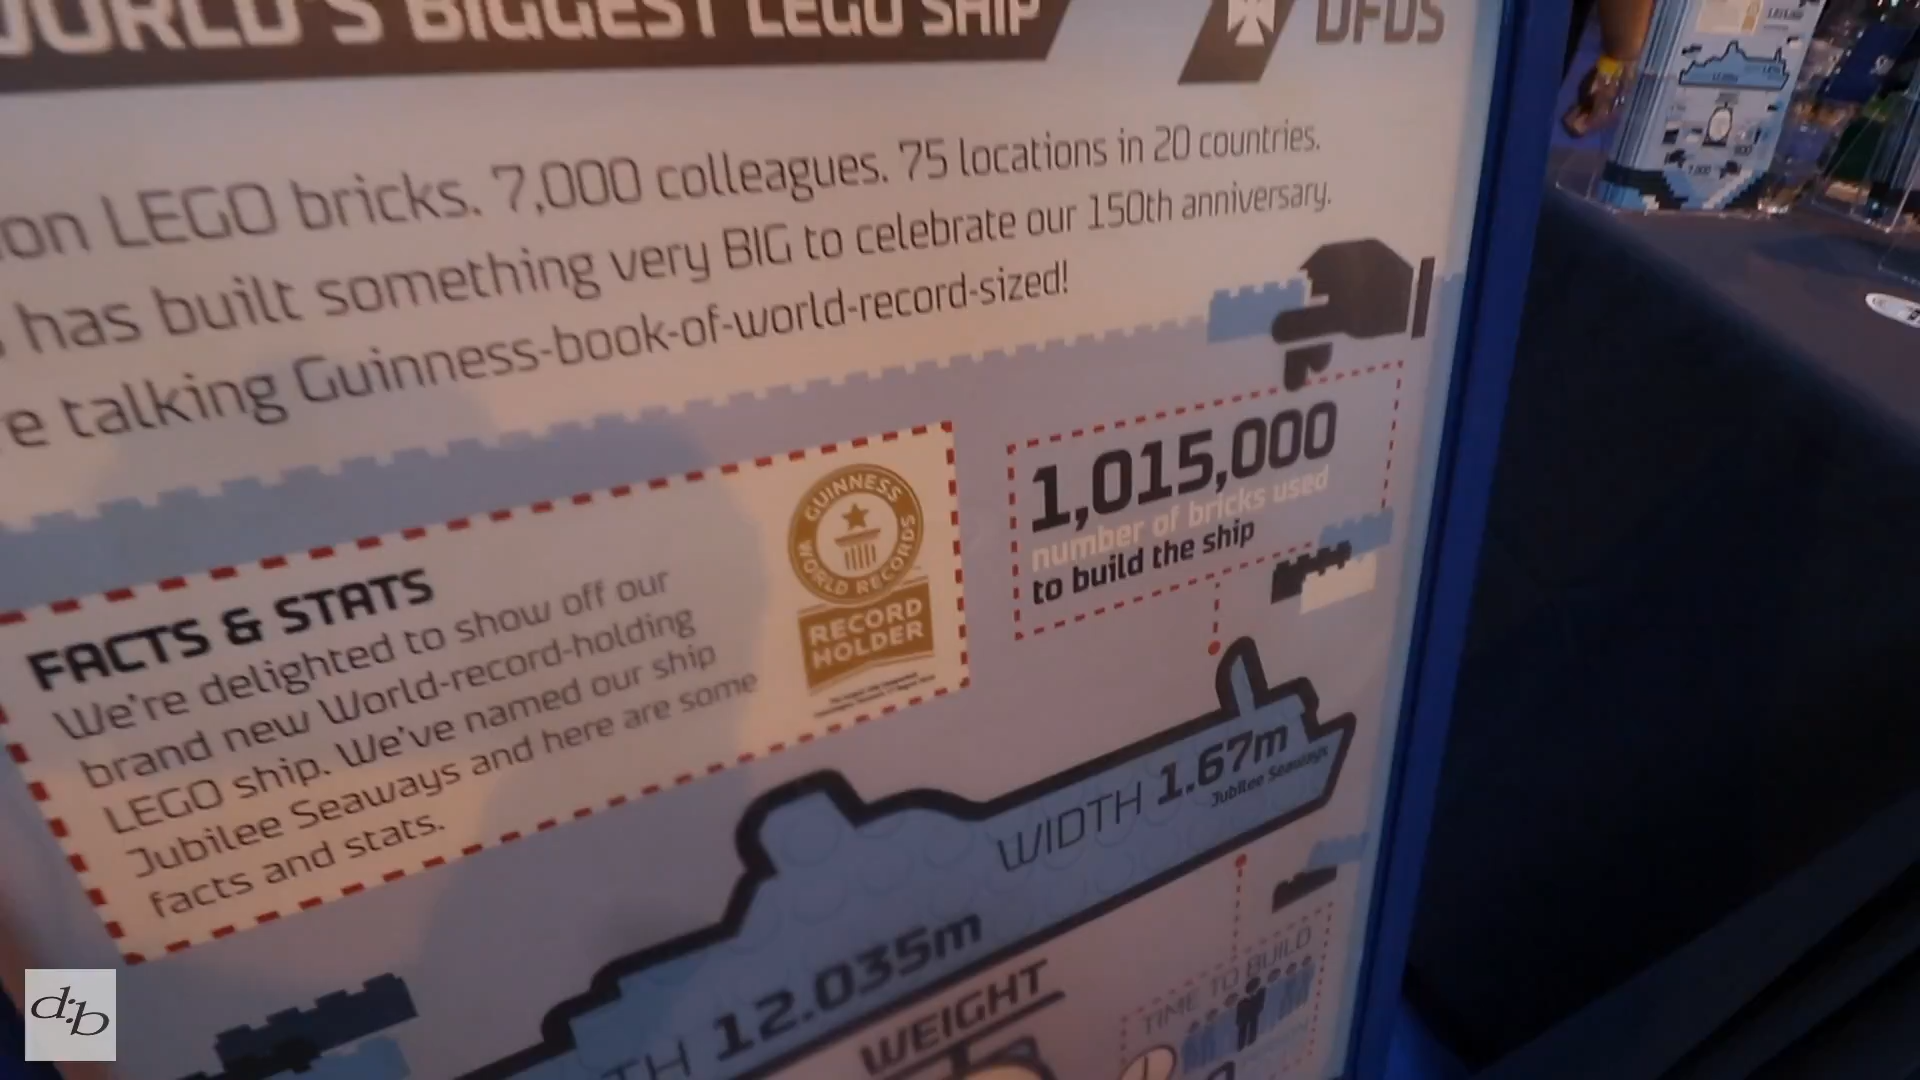 WORLD'S BIGGEST LEGO SHIP
DFDS
on LEGO bricks. 7,000 colleagues. 75 locations in 20 countries.
has built something very BIG to celebrate our 150th anniversary.
e talking Guinness-book-of-world-record-sized!
FACTS & STATS
We're delighted to show off our
brand new World-record-holding
LEGO ship. We've named our ship
Jubilee Seaways and here are some
facts and stats.
GUINNESS
WORLD RECORDS
RECORD
HOLDER
1,015,000
number of bricks used
to build the ship
WIDTH 1.67m
Jubilee Seaways
TH 12.035m
WEIGHT
TIME TO BUILD
d:b